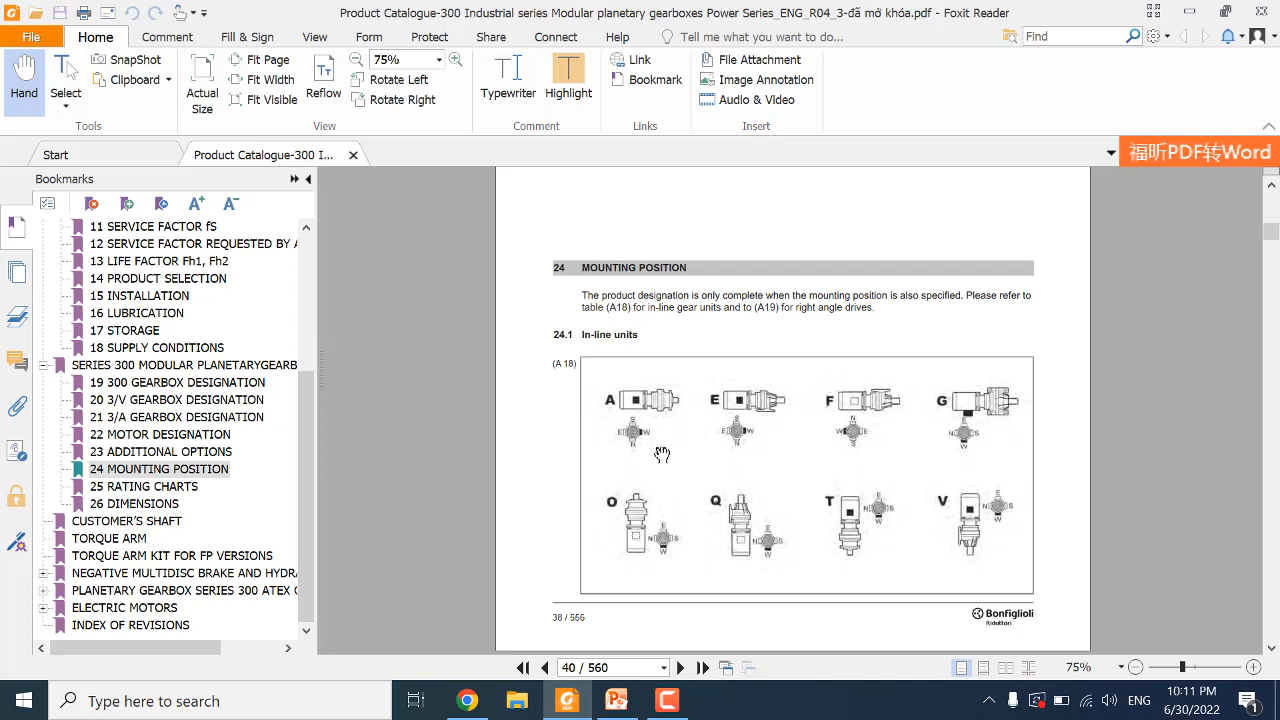 Product Catalogue-300 Industrial series Modular planetary gearboxes Power Series_ENG_R04_3-đã mở khóa.pdf - Foxit Reader
File Home Comment Fill & Sign View Form Protect Share Connect Help Tell me what you want to do... Find
Hand
Select
SnapShot
Clipboard
Tools
Actual
Size
Fit Page
Fit Width
Fit Visible
Reflow
75%
Rotate Left
Rotate Right
View
Typewriter
Highlight
Comment
Link
Bookmark
Links
File Attachment
Image Annotation
Audio & Video
Insert
Start
Product Catalogue-300 I...
福昕PDF转Word
Bookmarks
11 SERVICE FACTOR fS
12 SERVICE FACTOR REQUESTED BY A
13 LIFE FACTOR Fh1, Fh2
14 PRODUCT SELECTION
15 INSTALLATION
16 LUBRICATION
17 STORAGE
18 SUPPLY CONDITIONS
SERIES 300 MODULAR PLANETARYGEARB
19 300 GEARBOX DESIGNATION
20 3/V GEARBOX DESIGNATION
21 3/A GEARBOX DESIGNATION
22 MOTOR DESIGNATION
23 ADDITIONAL OPTIONS
24 MOUNTING POSITION
25 RATING CHARTS
26 DIMENSIONS
CUSTOMER'S SHAFT
TORQUE ARM
TORQUE ARM KIT FOR FP VERSIONS
NEGATIVE MULTIDISC BRAKE AND HYDRA
PLANETARY GEARBOX SERIES 300 ATEX C
ELECTRIC MOTORS
INDEX OF REVISIONS
24 MOUNTING POSITION
The product designation is only complete when the mounting position is also specified. Please refer to
table (A18) for in-line gear units and to (A19) for right angle drives.
24.1 In-line units
(A 18)
A E F G
S
E W
N
S
E W
N
N
W E
S
N
W E
S
O Q T V
E
N S
W
E
N S
W
E
N S
W
E
N S
W
38 / 556
Bonfiglioli
Riduttori
40 / 560
75%
Type here to search
ENG
10:11 PM
6/30/2022
1